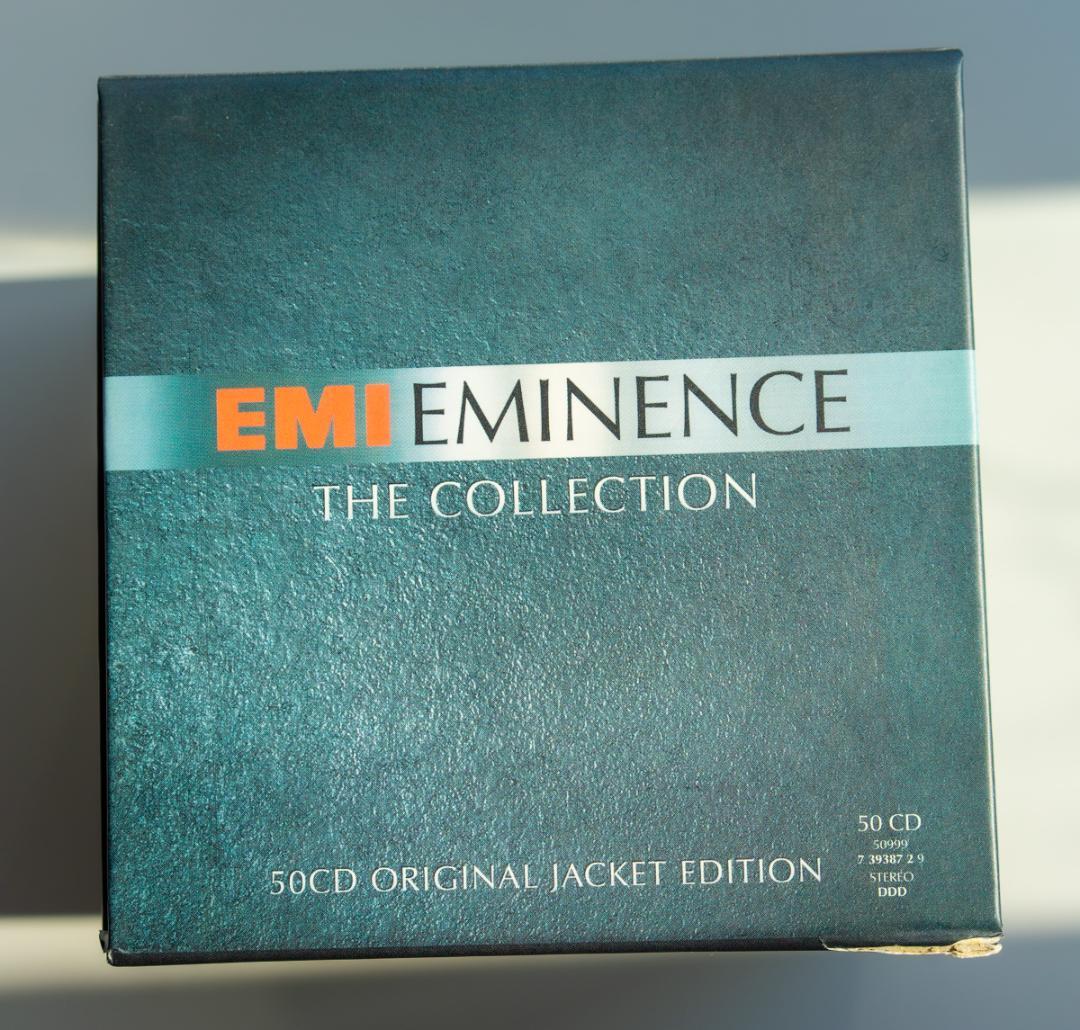 EMI EMINENCE
THE COLLECTION
50CD ORIGINAL JACKET EDITION
50 CD
50999
7 39387 2 9
STEREO
DDD